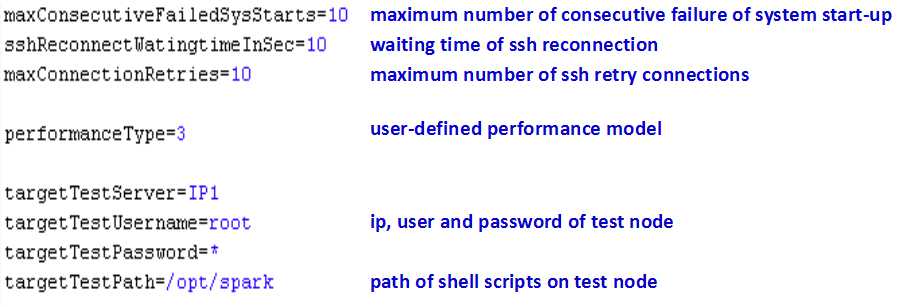 maxConsecutiveFailedSysStarts=10 maximum number of consecutive failure of system start-up
sshReconnectWatingtimeInSec=10 waiting time of ssh reconnection
maxConnectionRetries=10 maximum number of ssh retry connections
performanceType=3 user-defined performance model
targetTestServer=IP1
targetTestUsername=root ip, user and password of test node
targetTestPassword=*
targetTestPath=/opt/spark path of shell scripts on test node